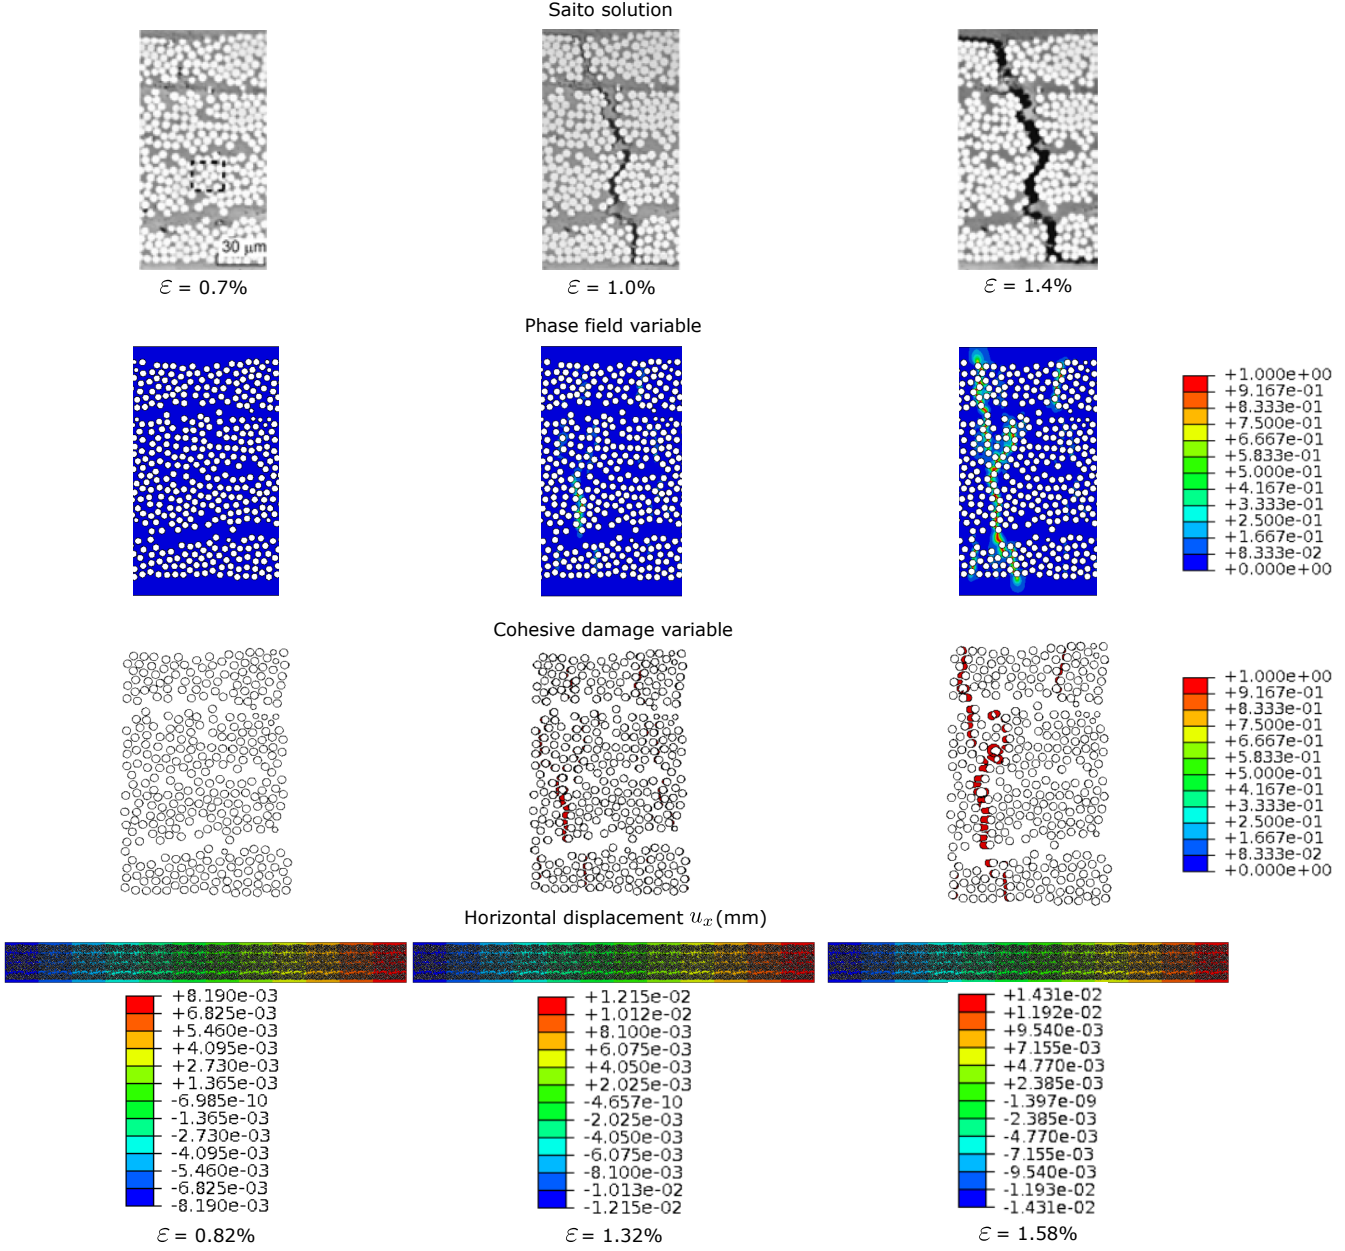 Saito solution
30 μm
ε = 0.7%
ε = 1.0%
ε = 1.4%
Phase field variable
+1.000e+00
+9.167e-01
+8.333e-01
+7.500e-01
+6.667e-01
+5.833e-01
+5.000e-01
+4.167e-01
+3.333e-01
+2.500e-01
+1.667e-01
+8.333e-02
+0.000e+00
Cohesive damage variable
+1.000e+00
+9.167e-01
+8.333e-01
+7.500e-01
+6.667e-01
+5.833e-01
+5.000e-01
+4.167e-01
+3.333e-01
+2.500e-01
+1.667e-01
+8.333e-02
+0.000e+00
Horizontal displacement uₓ (mm)
+8.190e-03
+6.825e-03
+5.460e-03
+4.095e-03
+2.730e-03
+1.365e-03
-6.985e-10
-1.365e-03
-2.730e-03
-4.095e-03
-5.460e-03
-6.825e-03
-8.190e-03
ε = 0.82%
+1.215e-02
+1.012e-02
+8.100e-03
+6.075e-03
+4.050e-03
+2.025e-03
-4.657e-10
-2.025e-03
-4.050e-03
-6.075e-03
-8.100e-03
-1.013e-02
-1.215e-02
ε = 1.32%
+1.431e-02
+1.192e-02
+9.540e-03
+7.155e-03
+4.770e-03
+2.385e-03
-1.397e-09
-2.385e-03
-4.770e-03
-7.155e-03
-9.540e-03
-1.193e-02
-1.431e-02
ε = 1.58%